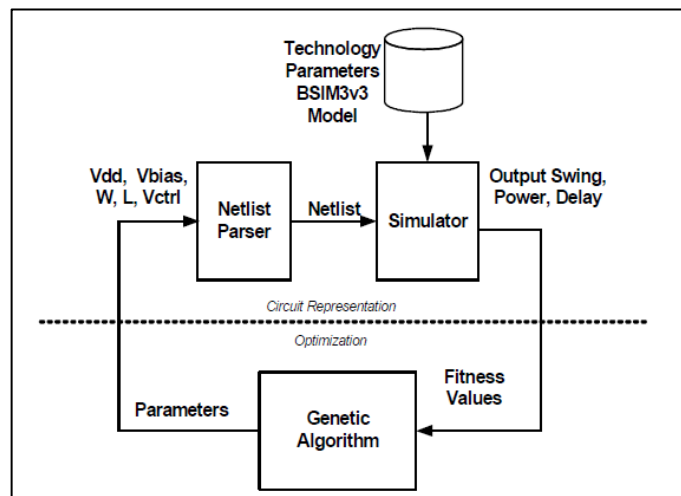 Technology
Parameters
BSIM3v3
Model
Vdd, Vbias,
W, L, Vctrl
Netlist
Parser
Netlist
Simulator
Output Swing,
Power, Delay
Circuit Representation
Optimization
Parameters
Genetic
Algorithm
Fitness
Values